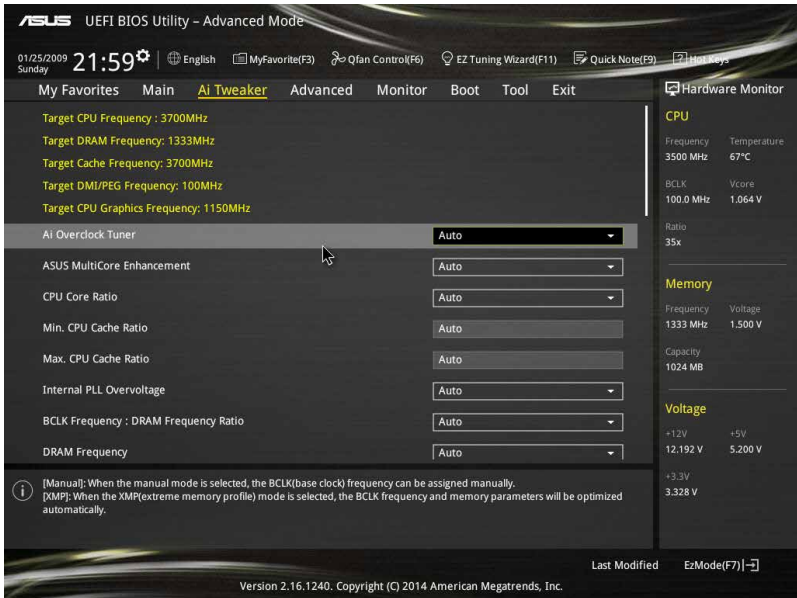 ASUS UEFI BIOS Utility – Advanced Mode
01/25/2009
Sunday
21:59
English
MyFavorite(F3)
Qfan Control(F6)
EZ Tuning Wizard(F11)
Quick Note(F9)
Hot Keys
My Favorites
Main
Ai Tweaker
Advanced
Monitor
Boot
Tool
Exit
Target CPU Frequency : 3700MHz
Target DRAM Frequency: 1333MHz
Target Cache Frequency: 3700MHz
Target DMI/PEG Frequency: 100MHz
Target CPU Graphics Frequency: 1150MHz
Ai Overclock Tuner Auto
ASUS MultiCore Enhancement Auto
CPU Core Ratio Auto
Min. CPU Cache Ratio Auto
Max. CPU Cache Ratio Auto
Internal PLL Overvoltage Auto
BCLK Frequency : DRAM Frequency Ratio Auto
DRAM Frequency Auto
[Manual]: When the manual mode is selected, the BCLK(base clock) frequency can be assigned manually.
[XMP]: When the XMP(extreme memory profile) mode is selected, the BCLK frequency and memory parameters will be optimized
automatically.
Hardware Monitor
CPU
Frequency Temperature
3500 MHz 67°C
BCLK Vcore
100.0 MHz 1.064 V
Ratio
35x
Memory
Frequency Voltage
1333 MHz 1.500 V
Capacity
1024 MB
Voltage
+12V +5V
12.192 V 5.200 V
+3.3V
3.328 V
Last Modified
EzMode(F7)
Version 2.16.1240. Copyright (C) 2014 American Megatrends, Inc.